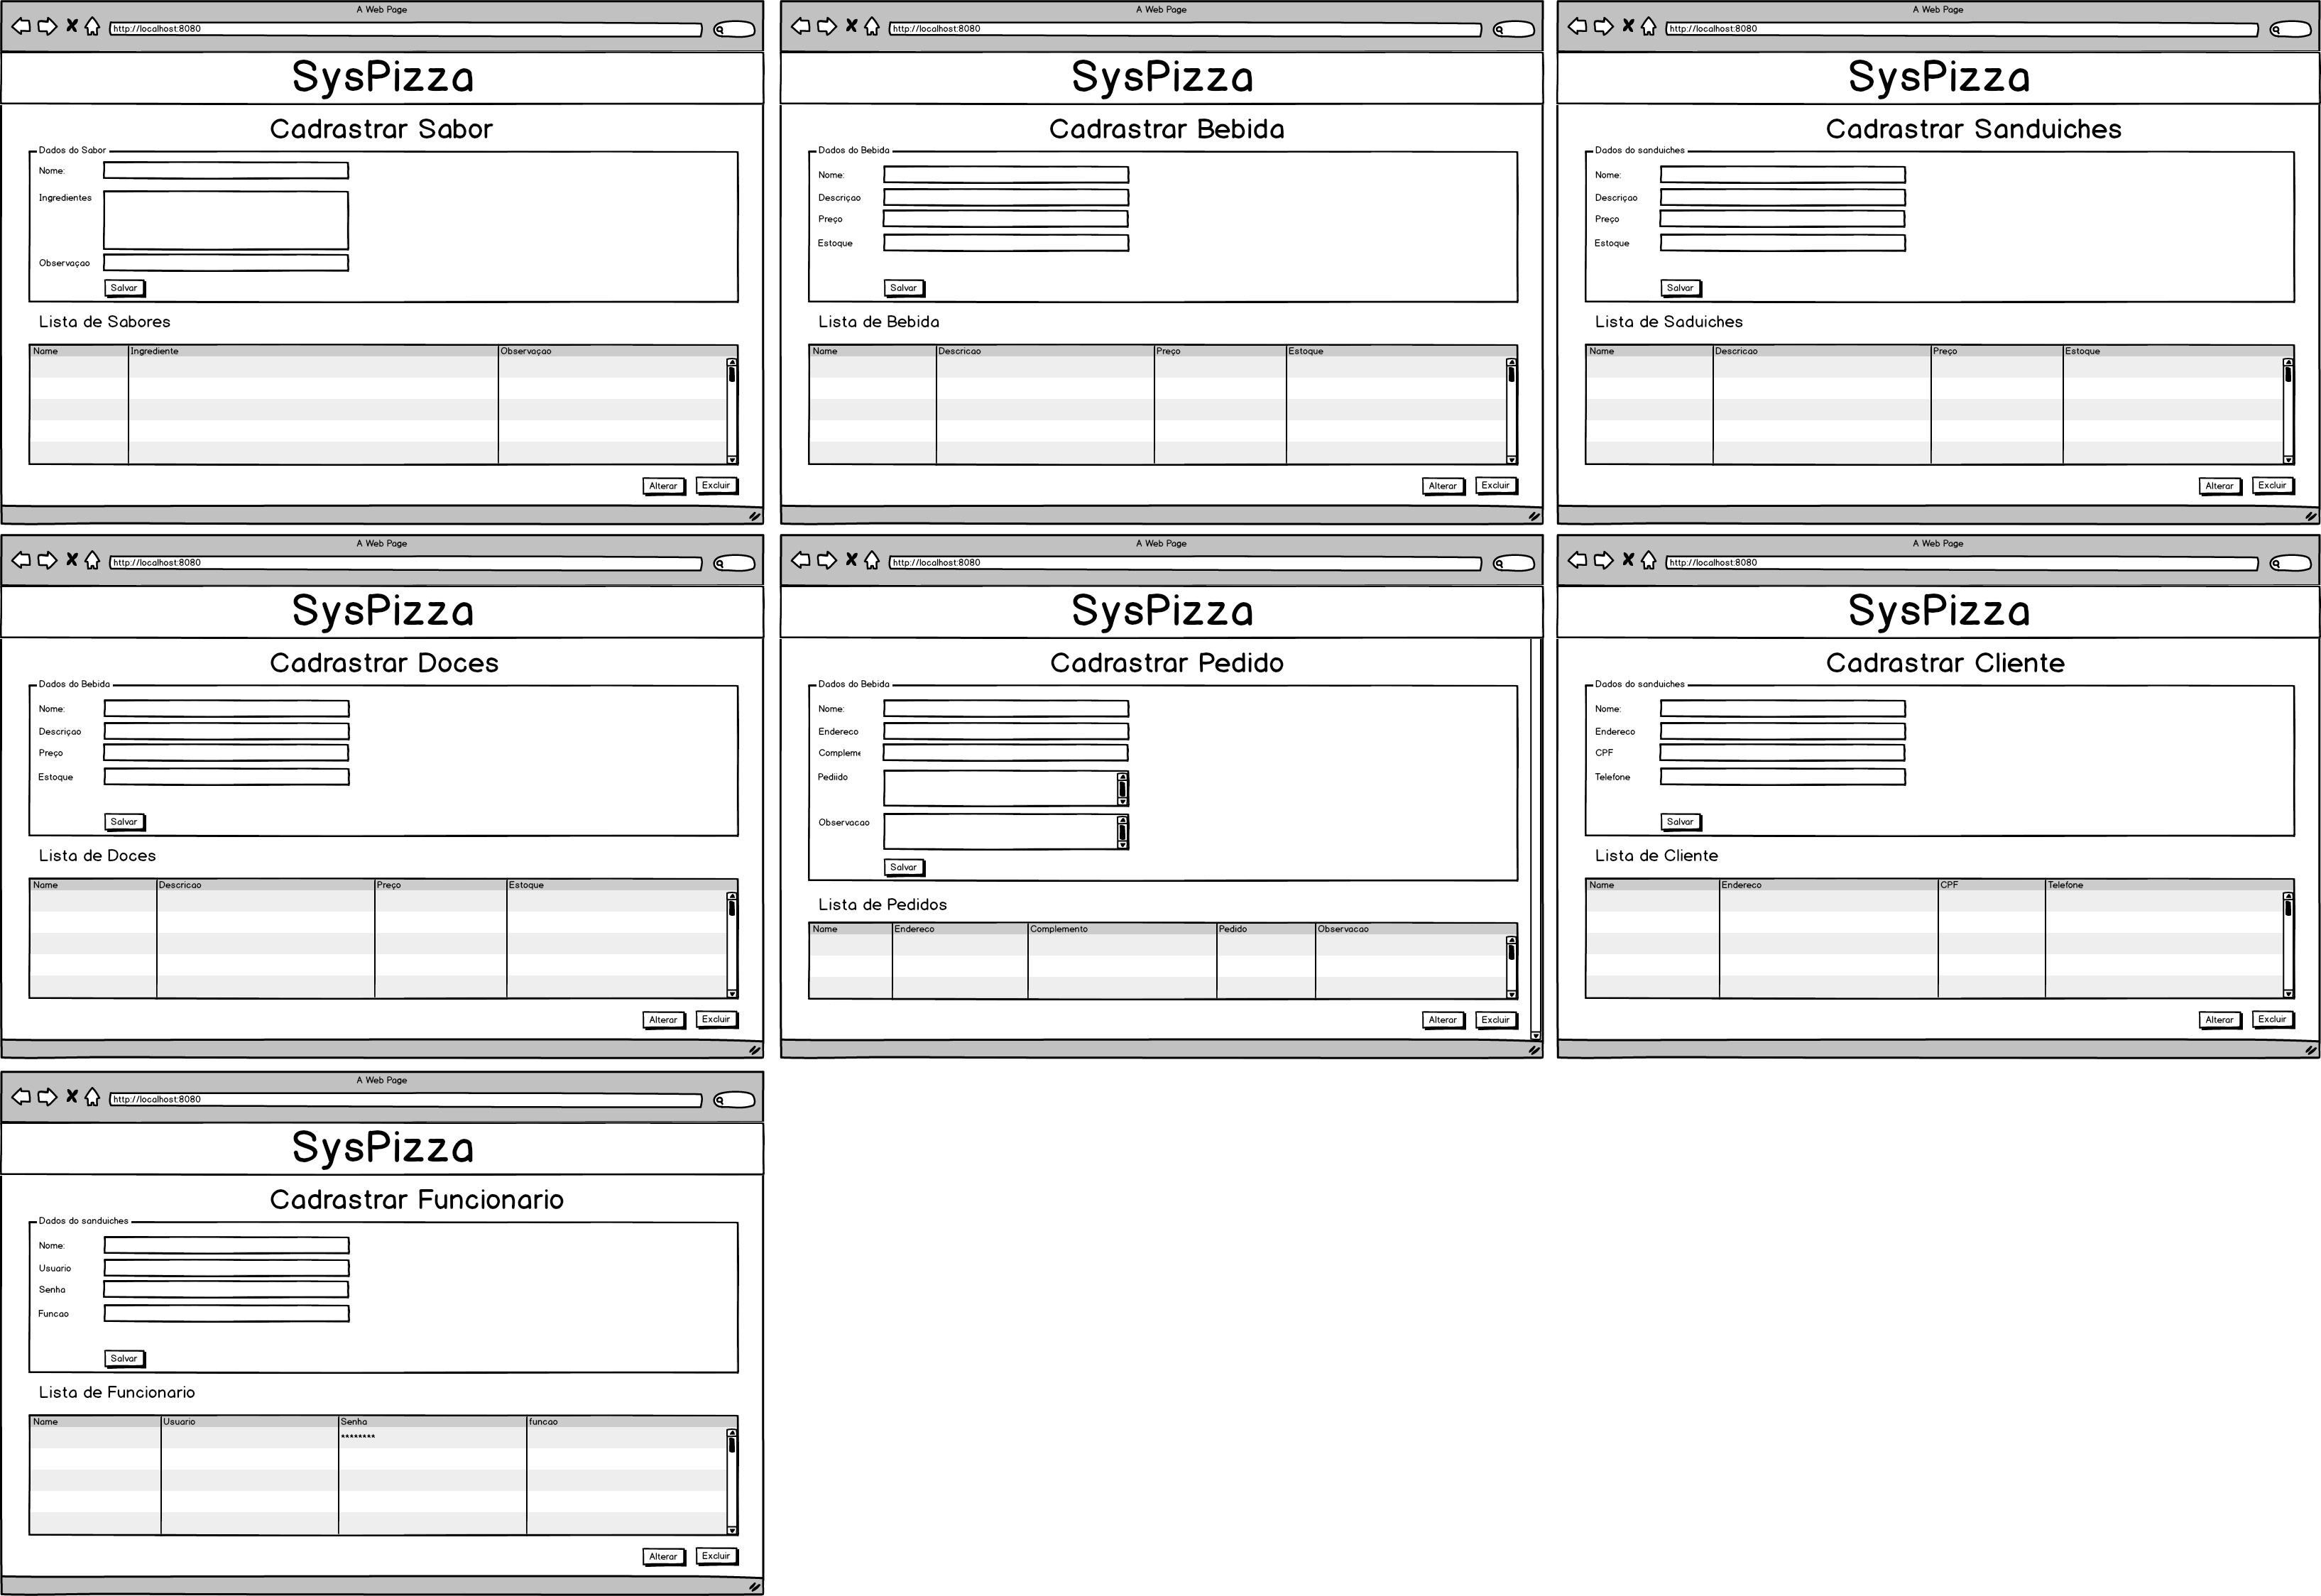 A Web Page
http://localhost:8080
SysPizza
Cadrastrar Sabor
Dados do Sabor
Nome:
Ingredientes
Observaçao
Salvar
Lista de Sabores
Name Ingrediente Observaçao
Alterar Excluir
A Web Page
http://localhost:8080
SysPizza
Cadrastrar Bebida
Dados do Bebida
Nome:
Descriçao
Preço
Estoque
Salvar
Lista de Bebida
Name Descricao Preço Estoque
Alterar Excluir
A Web Page
http://localhost:8080
SysPizza
Cadrastrar Sanduiches
Dados do sanduiches
Nome:
Descriçao
Preço
Estoque
Salvar
Lista de Saduiches
Name Descricao Preço Estoque
Alterar Excluir
A Web Page
http://localhost:8080
SysPizza
Cadrastrar Doces
Dados do Bebida
Nome:
Descriçao
Preço
Estoque
Salvar
Lista de Doces
Name Descricao Preço Estoque
Alterar Excluir
A Web Page
http://localhost:8080
SysPizza
Cadrastrar Pedido
Dados do Bebida
Nome:
Endereco
Compleme
Pediido
Observacao
Salvar
Lista de Pedidos
Name Endereco Complemento Pedido Observacao
Alterar Excluir
A Web Page
http://localhost:8080
SysPizza
Cadrastrar Cliente
Dados do sanduiches
Nome:
Endereco
CPF
Telefone
Salvar
Lista de Cliente
Name Endereco CPF Telefone
Alterar Excluir
A Web Page
http://localhost:8080
SysPizza
Cadrastrar Funcionario
Dados do sanduiches
Nome:
Usuario
Senha
Funcao
Salvar
Lista de Funcionario
Name Usuario Senha funcao
********
Alterar Excluir